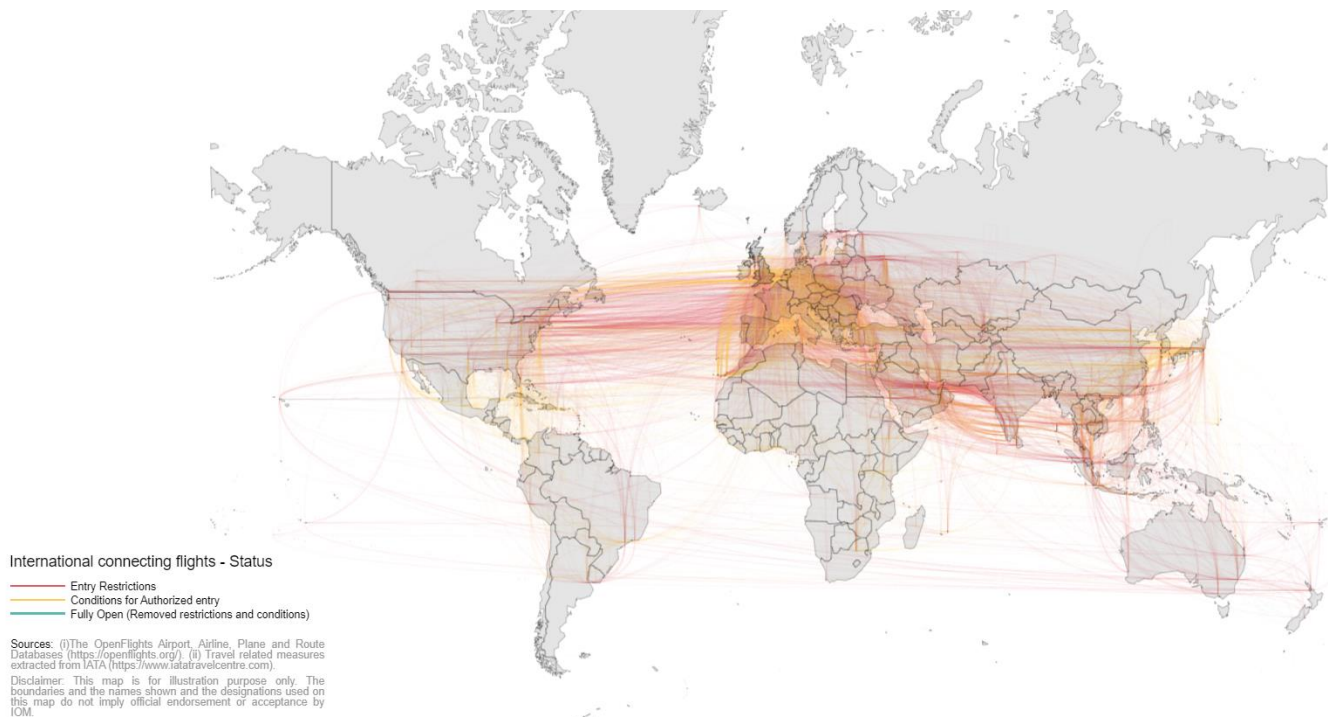 International connecting flights - Status
Entry Restrictions
Conditions for Authorized entry
Fully Open (Removed restrictions and conditions)
Sources: (i)The OpenFlights Airport, Airline, Plane and Route
Databases (https://openflights.org/). (ii) Travel related measures
extracted from IATA (https://www.iatatravelcentre.com).
Disclaimer: This map is for illustration purpose only. The
boundaries and the names shown and the designations used on
this map do not imply official endorsement or acceptance by
IOM.